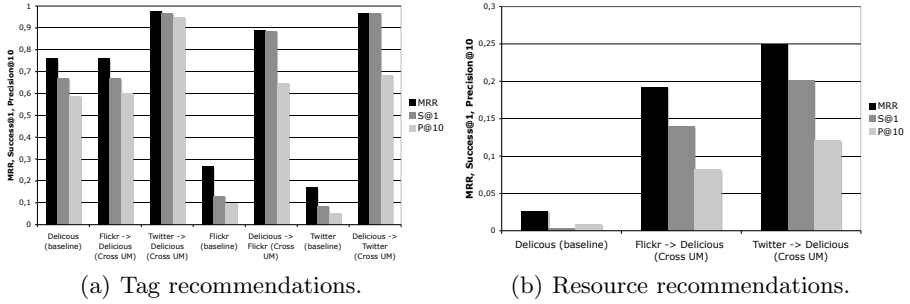 MRR, Success@1, Precision@10
1
0,9
0,8
0,7
0,6
0,5
0,4
0,3
0,2
0,1
0
Delicous (baseline)
Flickr -> Delicious (Cross UM)
Twitter -> Delicious (Cross UM)
Flickr (baseline)
Delicious -> Flickr (Cross UM)
Twitter (baseline)
Delicious -> Twitter (Cross UM)
MRR
S@1
P@10
(a) Tag recommendations.
MRR, Success@1, Precision@10
0,3
0,25
0,2
0,15
0,1
0,05
0
Delicous (baseline)
Flickr -> Delicious (Cross UM)
Twitter -> Delicious (Cross UM)
MRR
S@1
P@10
(b) Resource recommendations.